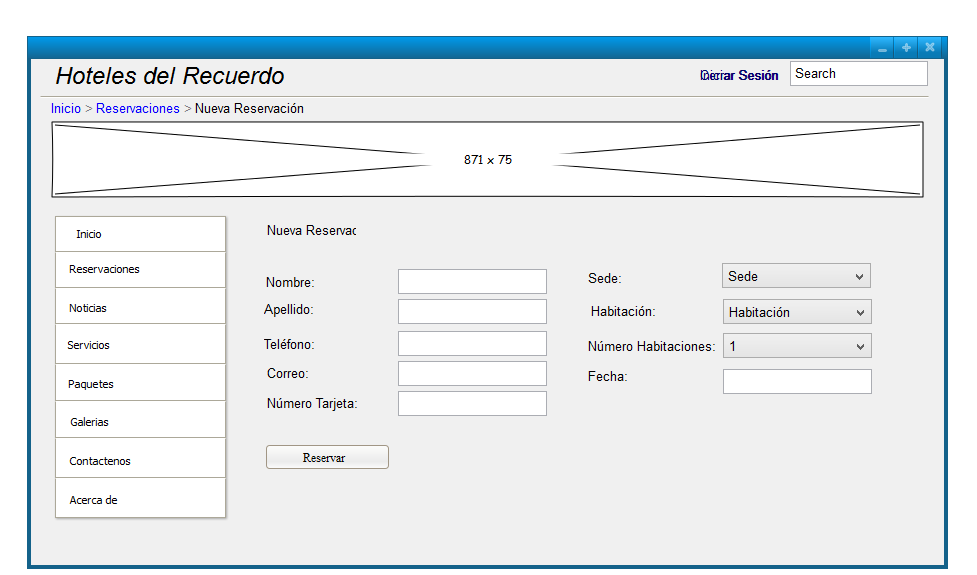 Hoteles del Recuerdo
Sesión
Search
Inicio > Reservaciones > Nueva Reservación
871 x 75
Inicio
Reservaciones
Noticias
Servicios
Paquetes
Galerias
Contactenos
Acerca de
Nueva Reservac
Nombre:
Apellido:
Teléfono:
Correo:
Número Tarjeta:
Reservar
Sede: Sede
Habitación: Habitación
Número Habitaciones: 1
Fecha: